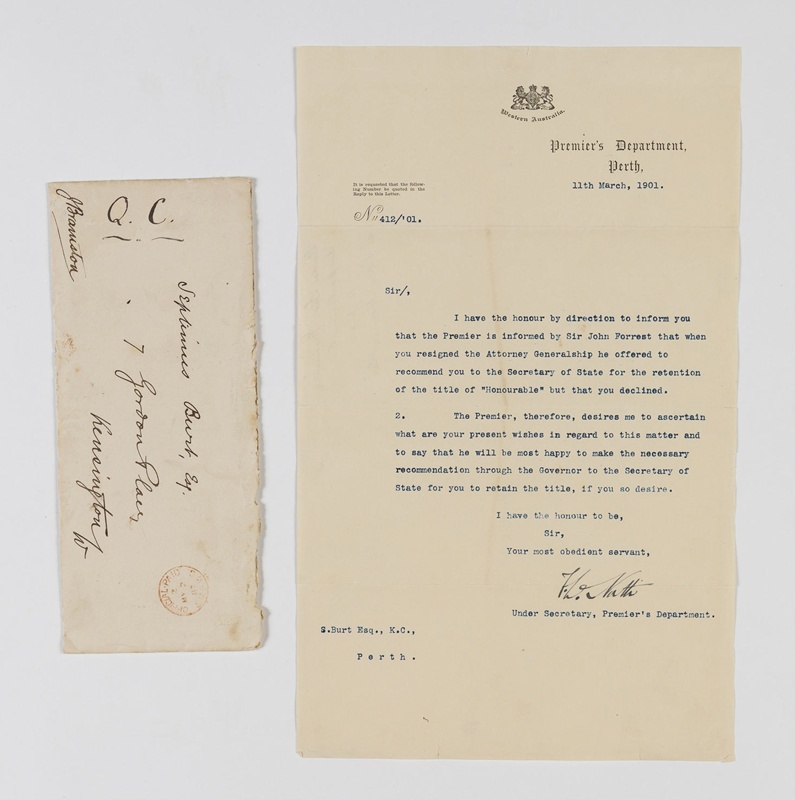 Q. C.
JBramston
Septimus Burt, Esq.
7 Gordon Place
Kensington
W
Western Australia.
Premier's Department,
Perth,
11th March, 1901.
It is requested that the follow-
ing Number be quoted in the
Reply to this Letter.
No. 412/'01.
Sir/,
I have the honour by direction to inform you
that the Premier is informed by Sir John Forrest that when
you resigned the Attorney Generalship he offered to
recommend you to the Secretary of State for the retention
of the title of "Honourable" but that you declined.
2. The Premier, therefore, desires me to ascertain
what are your present wishes in regard to this matter and
to say that he will be most happy to make the necessary
recommendation through the Governor to the Secretary of
State for you to retain the title, if you so desire.
I have the honour to be,
Sir,
Your most obedient servant,
Under Secretary, Premier's Department.
S.Burt Esq., K.C.,
Perth.